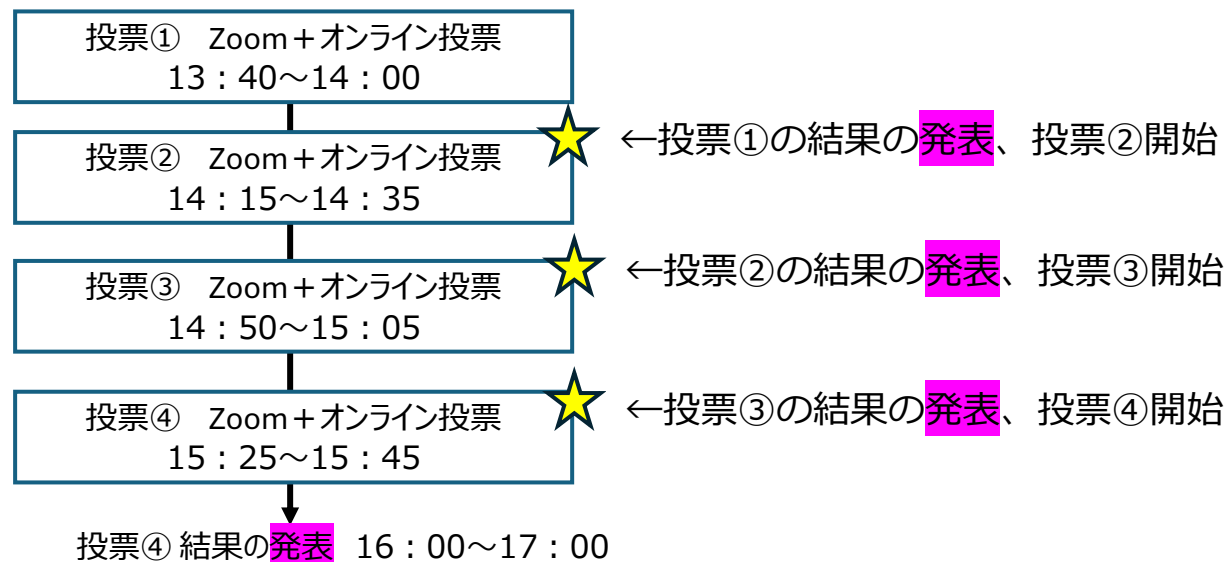 投票①　Zoom＋オンライン投票
13：40～14：00
←投票①の結果の発表、投票②開始
投票②　Zoom＋オンライン投票
14：15～14：35
←投票②の結果の発表、投票③開始
投票③　Zoom＋オンライン投票
14：50～15：05
←投票③の結果の発表、投票④開始
投票④　Zoom＋オンライン投票
15：25～15：45
投票④ 結果の発表　16：00～17：00